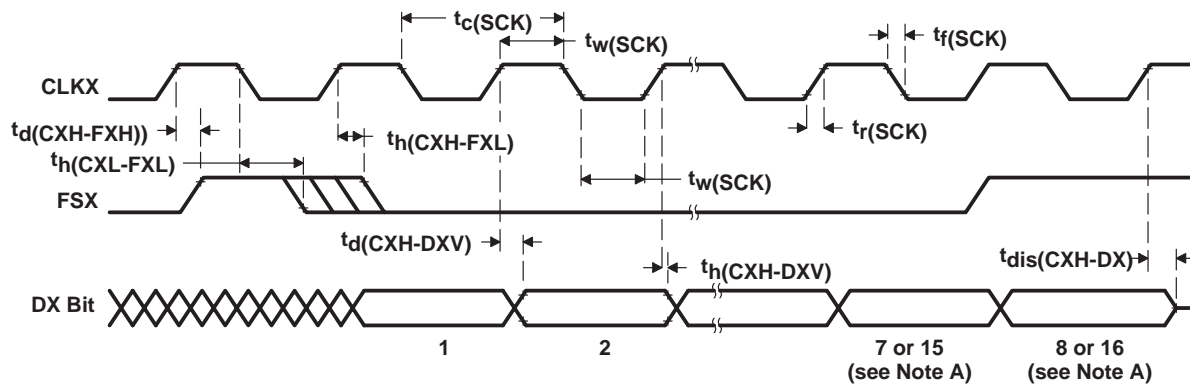 tc(SCK)
tw(SCK)
tf(SCK)
CLKX
td(CXH-FXH))
th(CXH-FXL)
tr(SCK)
th(CXL-FXL)
tw(SCK)
FSX
td(CXH-DXV)
th(CXH-DXV)
tdis(CXH-DX)
DX Bit
1
2
7 or 15
(see Note A)
8 or 16
(see Note A)